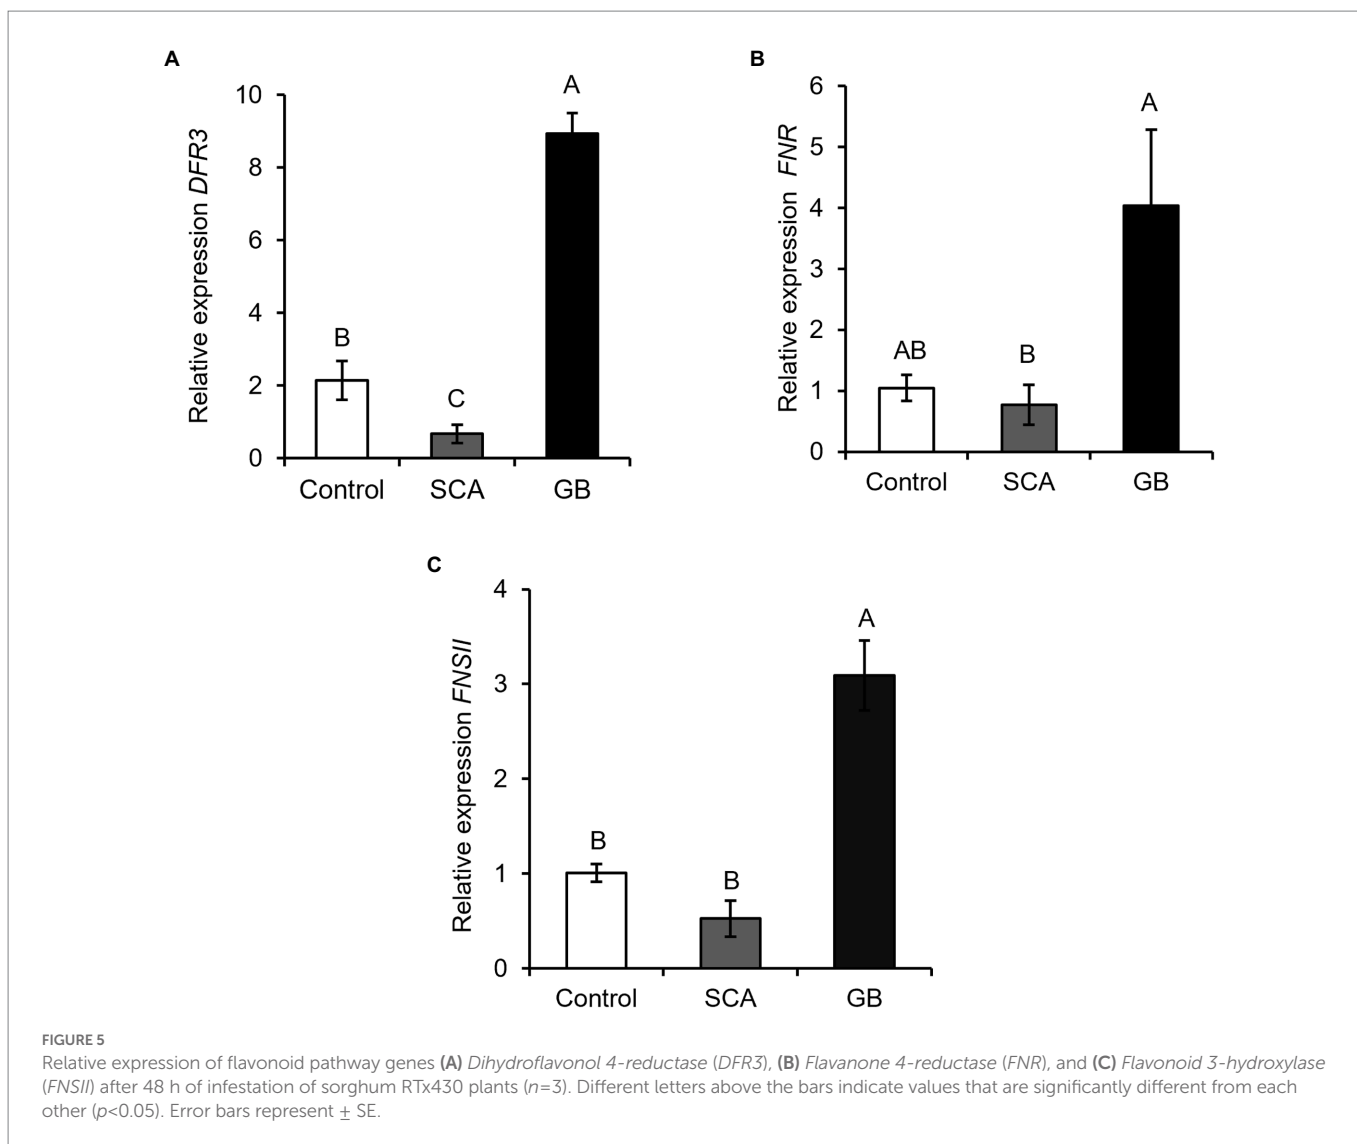 A
Relative expression DFR3
10
8
6
4
2
0
B
C
A
Control SCA GB
B
Relative expression FNR
6
5
4
3
2
1
0
AB
B
A
Control SCA GB
C
Relative expression FNSII
4
3
2
1
0
B
B
A
Control SCA GB
FIGURE 5
Relative expression of flavonoid pathway genes (A) Dihydroflavonol 4-reductase (DFR3), (B) Flavanone 4-reductase (FNR), and (C) Flavonoid 3-hydroxylase
(FNSII) after 48 h of infestation of sorghum RTx430 plants (n=3). Different letters above the bars indicate values that are significantly different from each
other (p<0.05). Error bars represent ± SE.